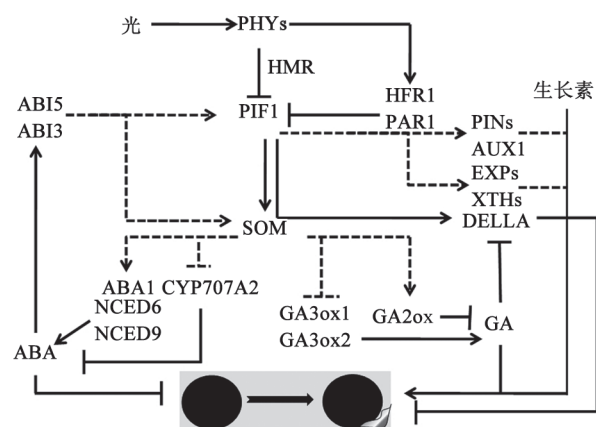 光
PHYs
HMR
HFR1
PAR1
生长素
ABI5
ABI3
PIF1
PINs
AUX1
EXPs
XTHs
DELLA
SOM
ABA1
NCED6
NCED9
CYP707A2
GA3ox1
GA3ox2
GA2ox
GA
ABA